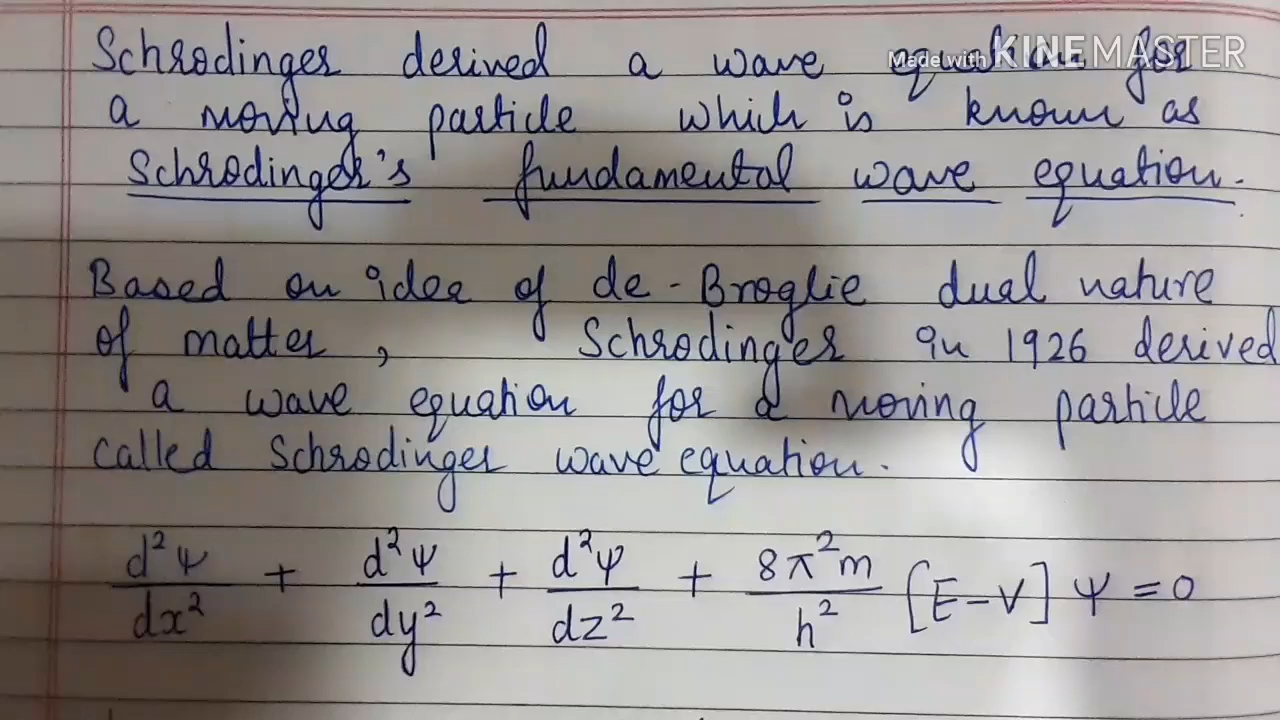 Schrodinger derived a wave equation for
Made with KINEMASTER
a moving particle which is known as
Schrodinger's fundamental wave equation.
Based on idea of de-Broglie dual nature
of matter, Schrodinger in 1926 derived
a wave equation for a moving particle
called Schrodinger wave equation.
d²ψ/dx² + d²ψ/dy² + d²ψ/dz² + 8π²m/h² [E-V] ψ = 0